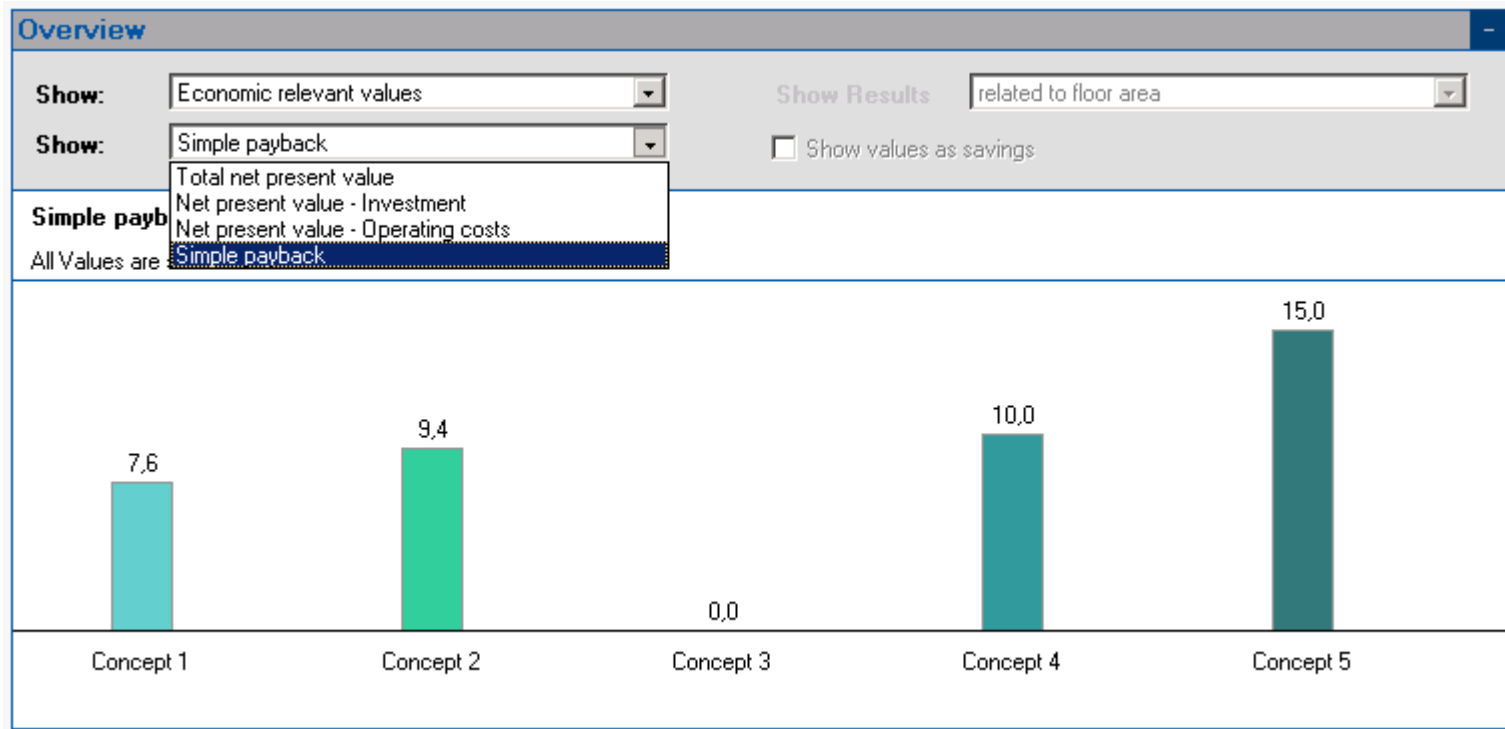 Overview
-
Show: Economic relevant values Show Results related to floor area
Show: Simple payback Show values as savings
Total net present value
Net present value - Investment
Net present value - Operating costs
Simple payback
Simple payb
All Values are
15,0
10,0
9,4
7,6
0,0
Concept 1 Concept 2 Concept 3 Concept 4 Concept 5